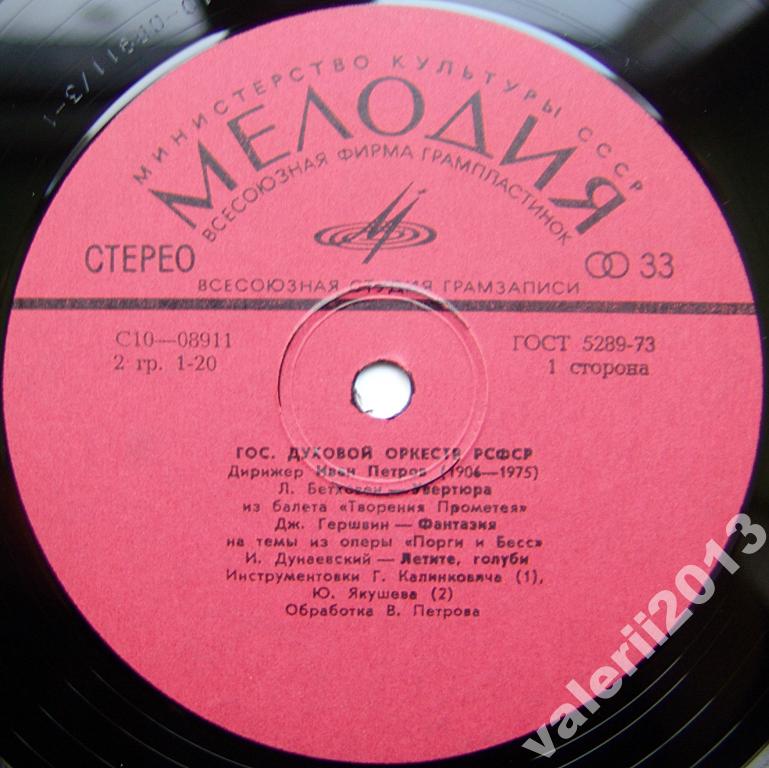 МИНИСТЕРСТВО КУЛЬТУРЫ СССР
МЕЛОДИЯ
ВСЕСОЮЗНАЯ ФИРМА ГРАМПЛАСТИНОК
СТЕРЕО
33
ВСЕСОЮЗНАЯ СТУДИЯ ГРАМЗАПИСИ
С10—08911
ГОСТ 5289-73
2 гр. 1-20
1 сторона
ГОС. ДУХОВОЙ ОРКЕСТР РСФСР
Дирижер Иван Петров (1906—1975)
Л. Бетховен — Увертюра
из балета «Творения Прометея»
Дж. Гершвин — Фантазия
на темы из оперы «Порги и Бесс»
И. Дунаевский — Летите, голуби
Инструментовки Г. Калинковича (1),
Ю. Якушева (2)
Обработка В. Петрова
valerii2013